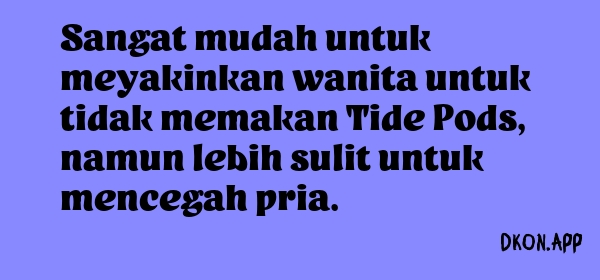 Sangat mudah untuk
meyakinkan wanita untuk
tidak memakan Tide Pods,
namun lebih sulit untuk
mencegah pria.
DKON.APP